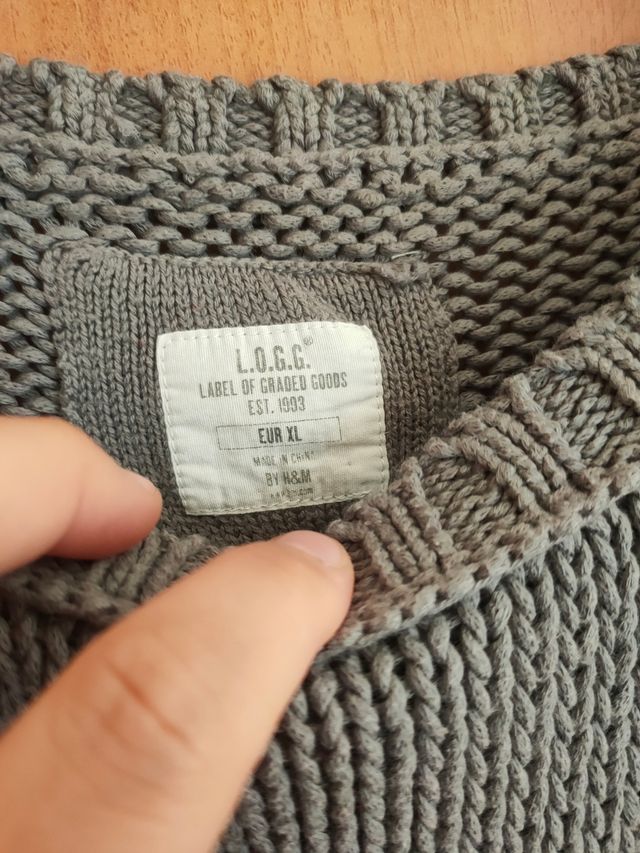 L.O.G.G.®
LABEL OF GRADED GOODS
EST. 1993
EUR XL
MADE IN CHINA
BY H&M